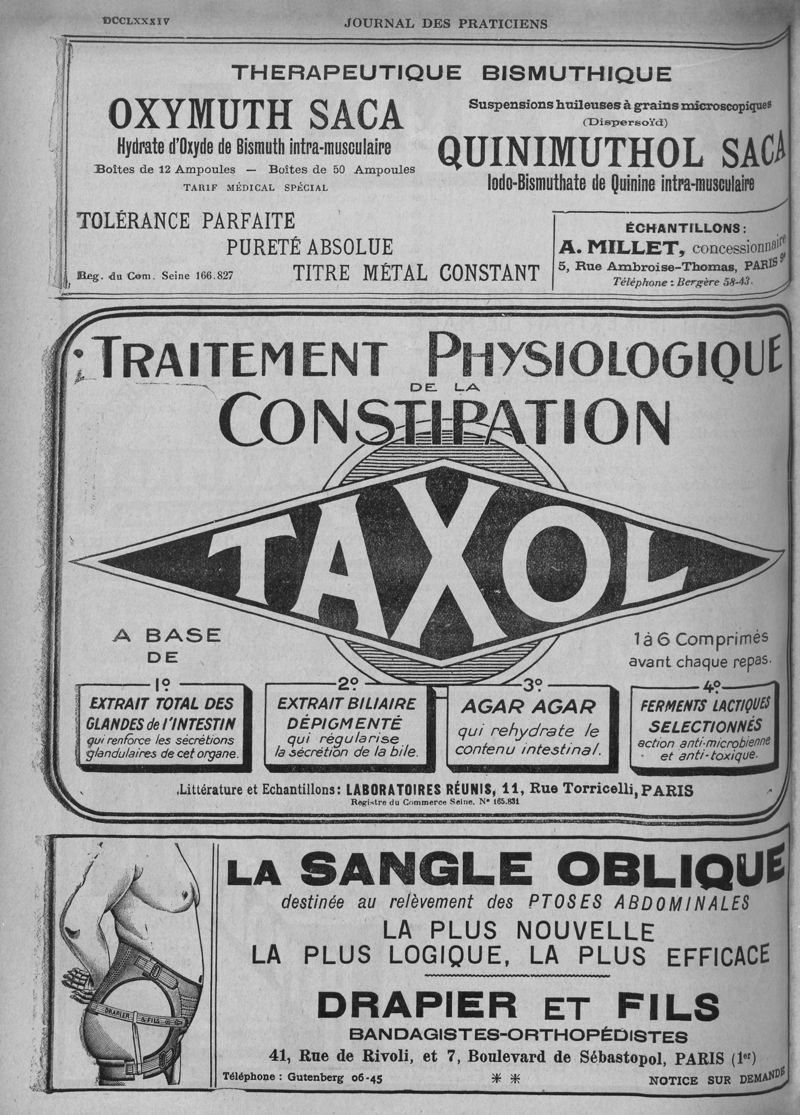 DCCLXXXIV
JOURNAL DES PRATICIENS
THERAPEUTIQUE BISMUTHIQUE
OXYMUTH SACA
Hydrate d'Oxyde de Bismuth intra-musculaire
Boîtes de 12 Ampoules — Boîtes de 50 Ampoules
TARIF MÉDICAL SPÉCIAL
Suspensions huileuses à grains microscopiques
(Dispersoïd)
QUINIMUTHOL SACA
Iodo-Bismuthate de Quinine intra-musculaire
TOLÉRANCE PARFAITE
PURETÉ ABSOLUE
TITRE MÉTAL CONSTANT
Reg. du Com. Seine 166.827
ÉCHANTILLONS:
A. MILLET, concessionnaire
5, Rue Ambroise-Thomas, PARIS 9e
Téléphone : Bergère 58-43.
TRAITEMENT PHYSIOLOGIQUE
DE LA
CONSTIPATION
TAXOL
A BASE
DE
1 à 6 Comprimés
avant chaque repas.
1º
EXTRAIT TOTAL DES
GLANDES de l'INTESTIN
qui renforce les sécrétions
glandulaires de cet organe.
2º
EXTRAIT BILIAIRE
DÉPIGMENTÉ
qui régularise
la sécrétion de la bile.
3º
AGAR AGAR
qui rehydrate le
contenu intestinal.
4º
FERMENTS LACTIQUES
SELECTIONNÉS
action anti-microbienne
et anti-toxique.
Littérature et Echantillons: LABORATOIRES RÉUNIS, 11, Rue Torricelli, PARIS
Registre du Commerce Seine. Nº 165.831
DRAPIER & FILS
LA SANGLE OBLIQUE
destinée au relèvement des PTOSES ABDOMINALES
LA PLUS NOUVELLE
LA PLUS LOGIQUE, LA PLUS EFFICACE
DRAPIER ET FILS
BANDAGISTES-ORTHOPÉDISTES
41, Rue de Rivoli, et 7, Boulevard de Sébastopol, PARIS (1er)
Téléphone : Gutenberg 06-45
NOTICE SUR DEMANDE